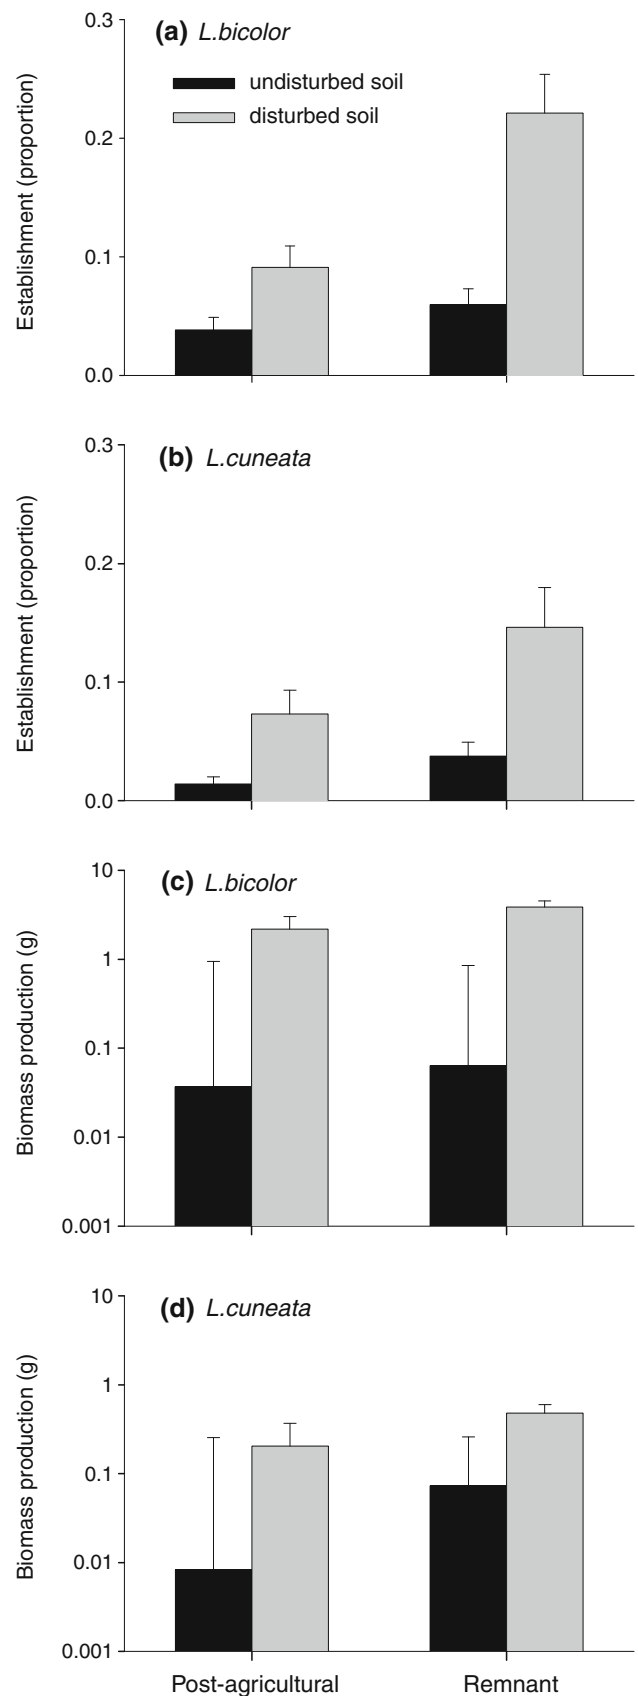 (a) L.bicolor
undisturbed soil
disturbed soil
Establishment (proportion)
0.3
0.2
0.1
0.0
(b) L.cuneata
Establishment (proportion)
0.3
0.2
0.1
0.0
(c) L.bicolor
Biomass production (g)
10
1
0.1
0.01
0.001
(d) L.cuneata
Biomass production (g)
10
1
0.1
0.01
0.001
Post-agricultural
Remnant